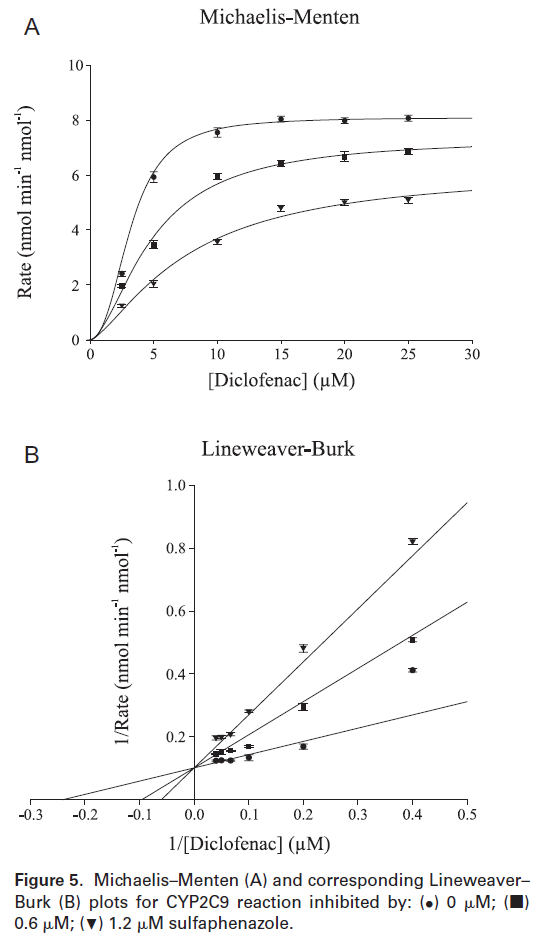 A
Michaelis-Menten
Rate (nmol min⁻¹ nmol⁻¹)
10
8
6
4
2
0
0 5 10 15 20 25 30
[Diclofenac] (µM)
B
Lineweaver-Burk
1/Rate (nmol min⁻¹ nmol⁻¹)
1.0
0.8
0.6
0.4
0.2
-0.3 -0.2 -0.1 0.0 0.1 0.2 0.3 0.4 0.5
1/[Diclofenac] (µM)
Figure 5. Michaelis–Menten (A) and corresponding Lineweaver–
Burk (B) plots for CYP2C9 reaction inhibited by: (●) 0 µM; (■)
0.6 µM; (▼) 1.2 µM sulfaphenazole.